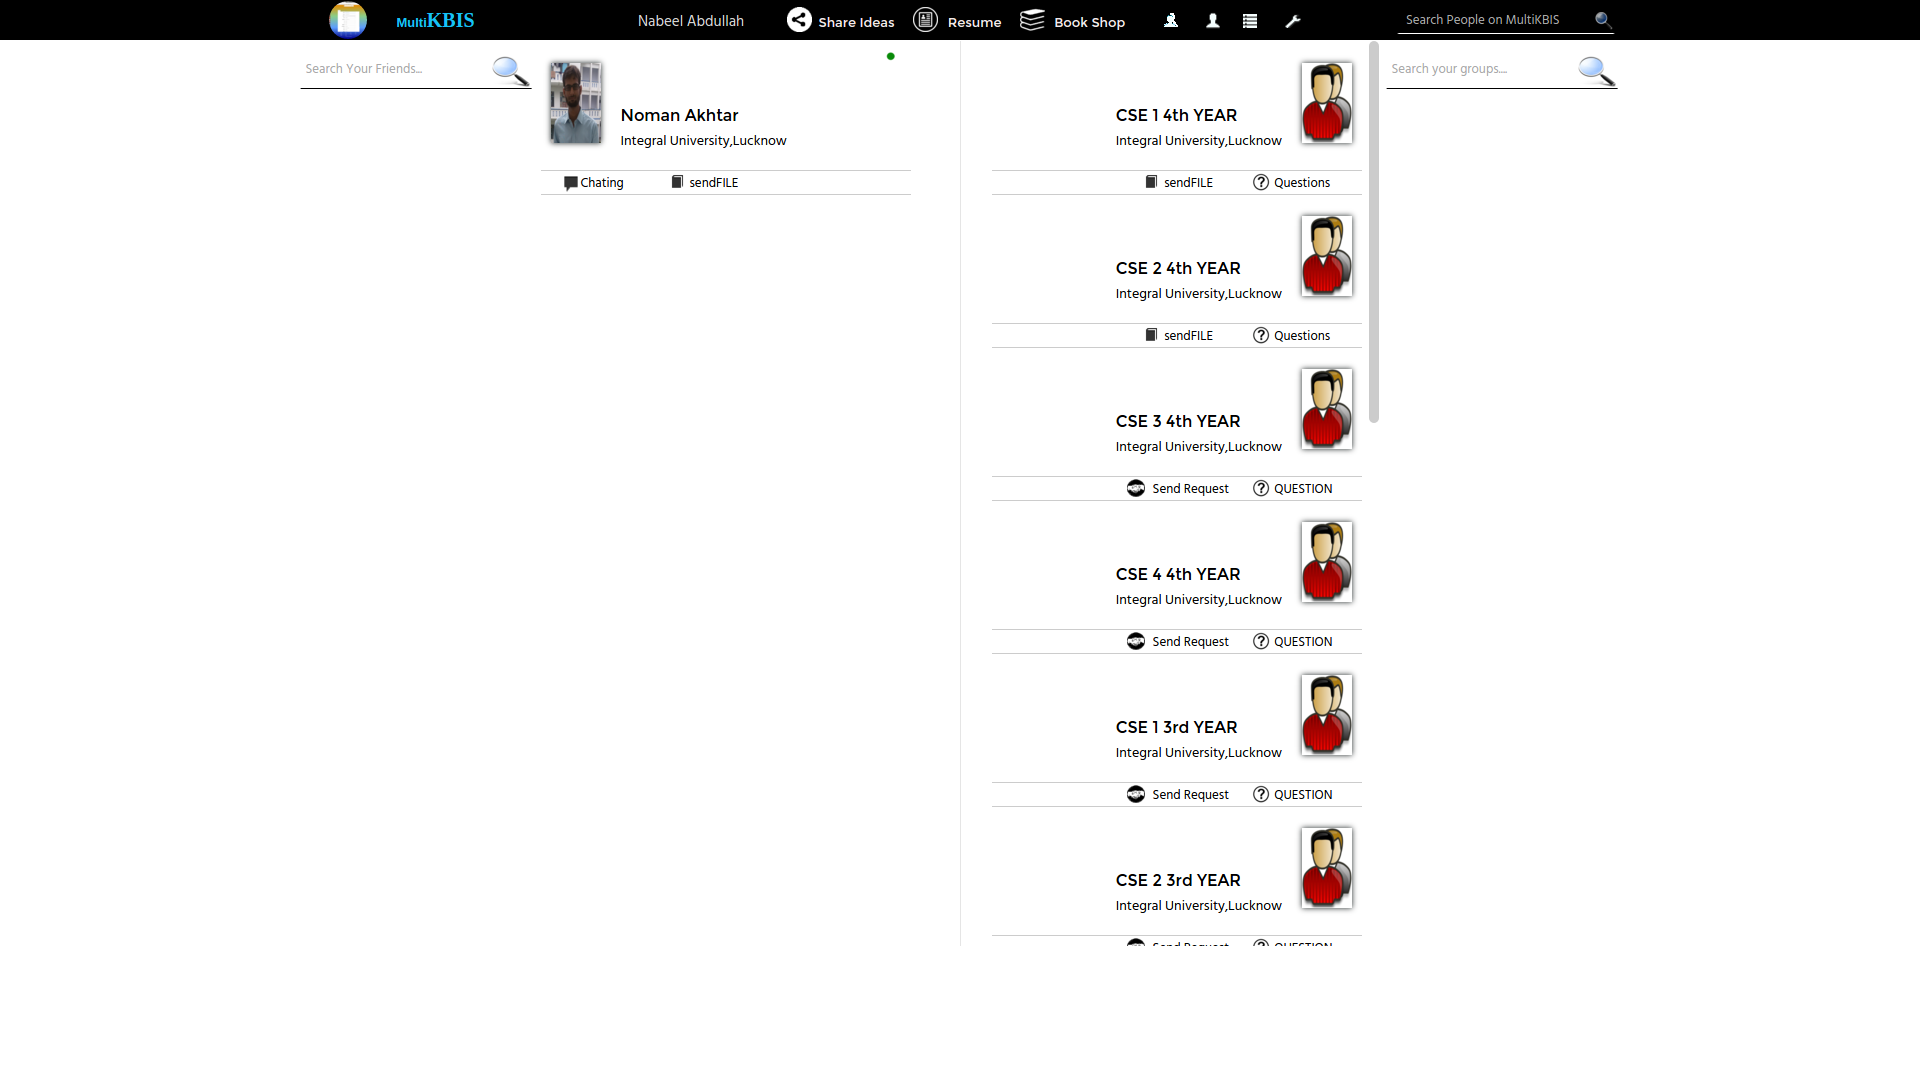 MultiKBIS
Nabeel Abdullah
Share Ideas
Resume
Book Shop
Search People on MultiKBIS
Search Your Friends...
Noman Akhtar
Integral University,Lucknow
Chating
sendFILE
CSE 1 4th YEAR
Integral University,Lucknow
sendFILE
? Questions
CSE 2 4th YEAR
Integral University,Lucknow
sendFILE
? Questions
CSE 3 4th YEAR
Integral University,Lucknow
Send Request
? QUESTION
CSE 4 4th YEAR
Integral University,Lucknow
Send Request
? QUESTION
CSE 1 3rd YEAR
Integral University,Lucknow
Send Request
? QUESTION
CSE 2 3rd YEAR
Integral University,Lucknow
Send Request
? QUESTION
Search your groups....